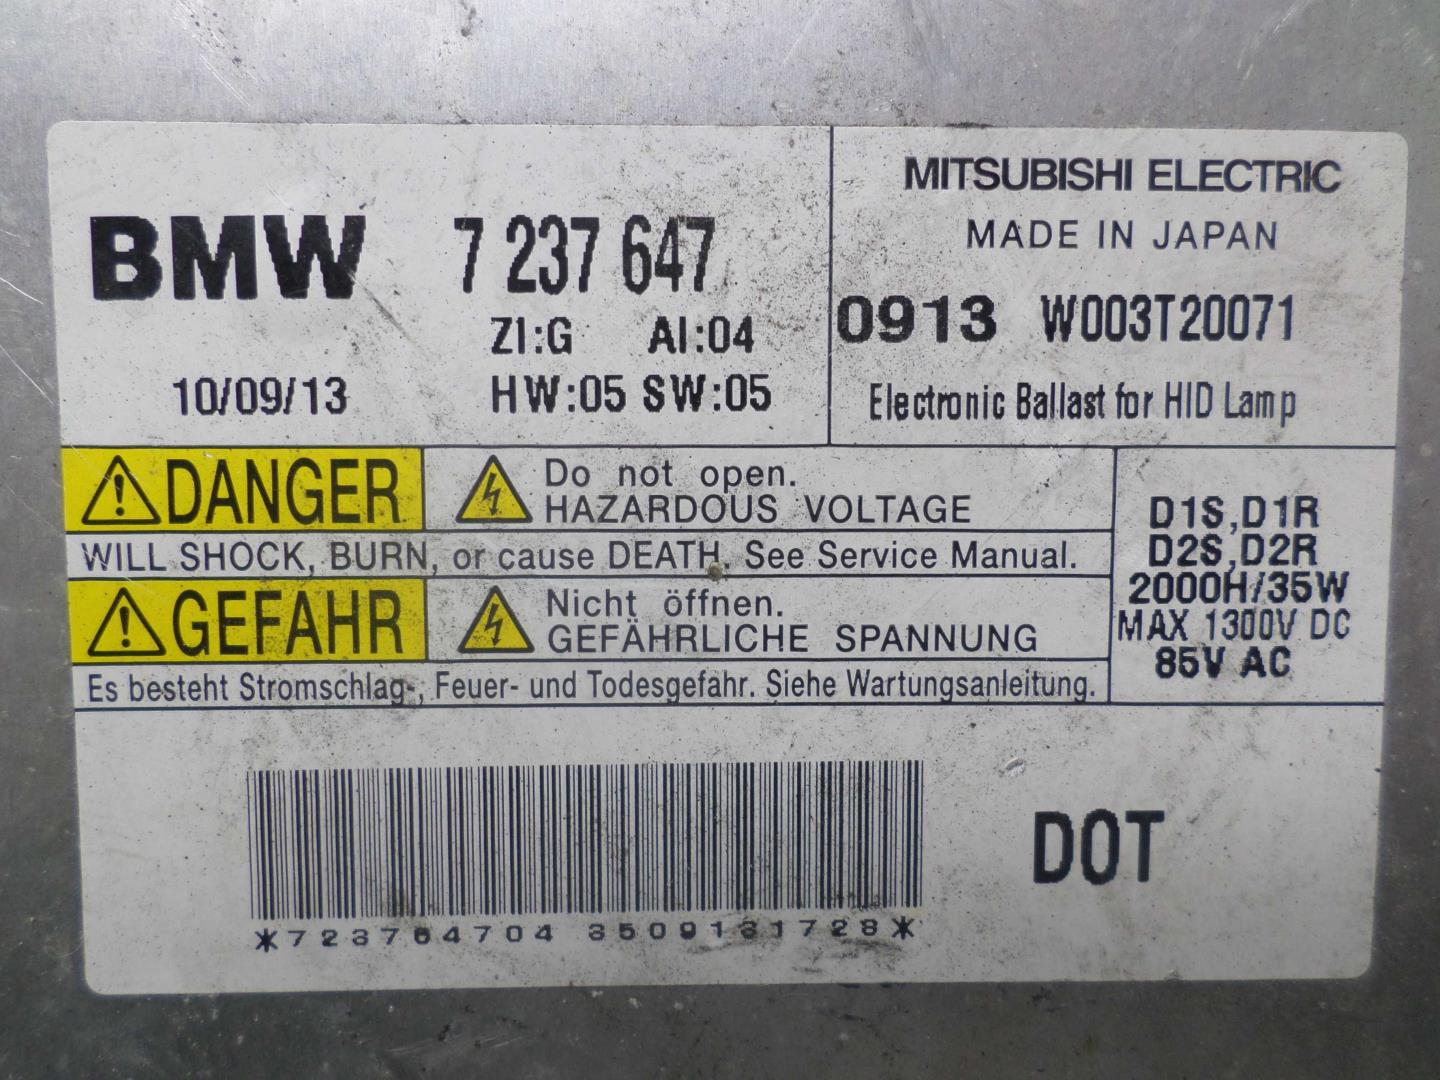 BMW 7 237 647
ZI:G AI:04
10/09/13 HW:05 SW:05
MITSUBISHI ELECTRIC
MADE IN JAPAN
0913 W003T20071
Electronic Ballast for HID Lamp
DANGER
Do not open.
HAZARDOUS VOLTAGE
WILL SHOCK, BURN, or cause DEATH. See Service Manual.
GEFAHR
Nicht öffnen.
GEFÄHRLICHE SPANNUNG
Es besteht Stromschlag-, Feuer- und Todesgefahr. Siehe Wartungsanleitung.
D1S,D1R
D2S,D2R
2000H/35W
MAX 1300V DC
85V AC
*723764704 3509131728*
DOT